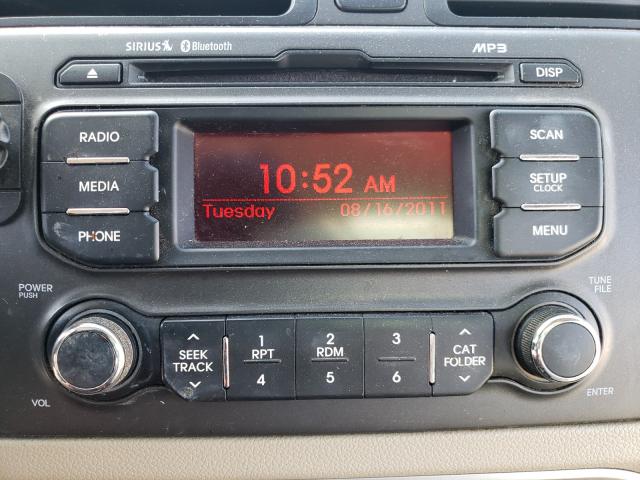 SIRIUS Bluetooth MP3
DISP
RADIO
MEDIA
PHONE
10:52 AM
Tuesday 08/16/2011
SCAN
SETUP
CLOCK
MENU
POWER
PUSH
VOL
SEEK
TRACK
1 RPT 4
2 RDM 5
3 6
CAT
FOLDER
TUNE
FILE
ENTER